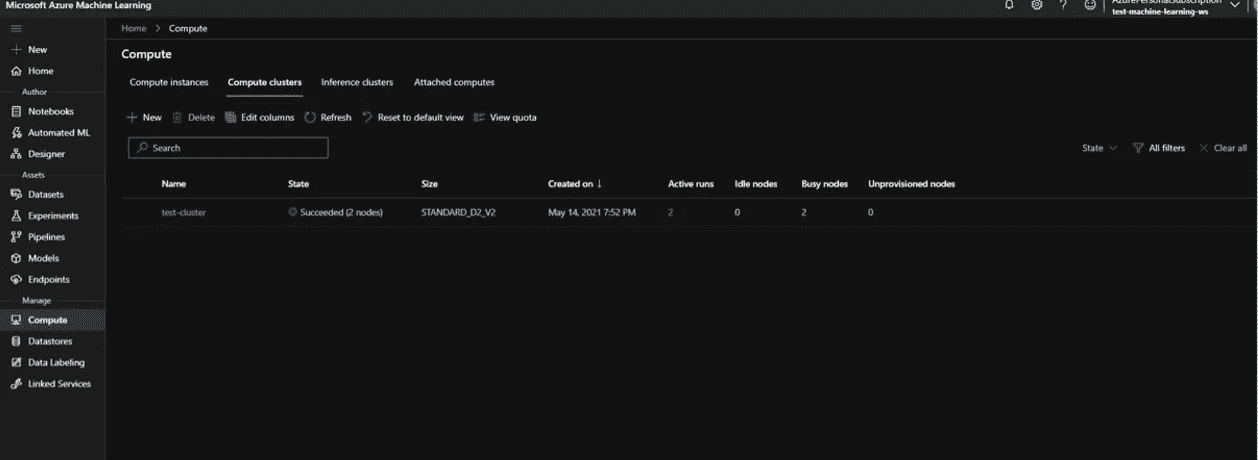 Microsoft Azure Machine Learning
AzurePersonalSubscription
test-machine-learning-ws
Home > Compute
New
Home
Author
Notebooks
Automated ML
Designer
Assets
Datasets
Experiments
Pipelines
Models
Endpoints
Manage
Compute
Datastores
Data Labeling
Linked Services
Compute
Compute instances Compute clusters Inference clusters Attached computes
New Delete Edit columns Refresh Reset to default view View quota
Search
State All filters Clear all
Name State Size Created on ↓ Active runs Idle nodes Busy nodes Unprovisioned nodes
test-cluster Succeeded (2 nodes) STANDARD_D2_V2 May 14, 2021 7:52 PM 2 0 2 0